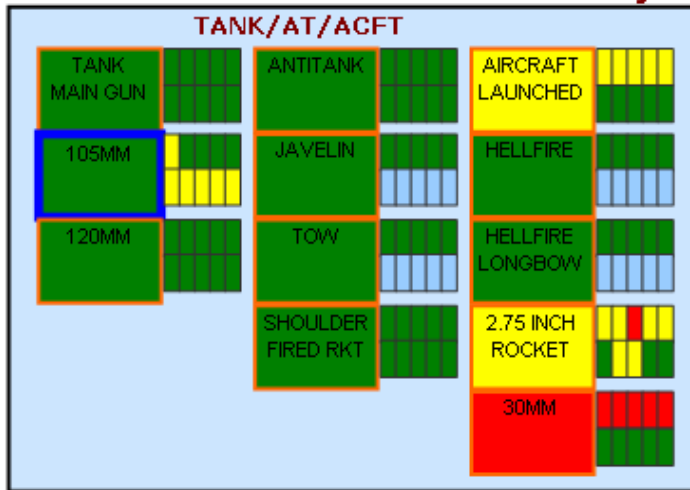 TANK/AT/ACFT
TANK
MAIN GUN
105MM
120MM
ANTITANK
JAVELIN
TOW
SHOULDER
FIRED RKT
AIRCRAFT
LAUNCHED
HELLFIRE
HELLFIRE
LONGBOW
2.75 INCH
ROCKET
30MM